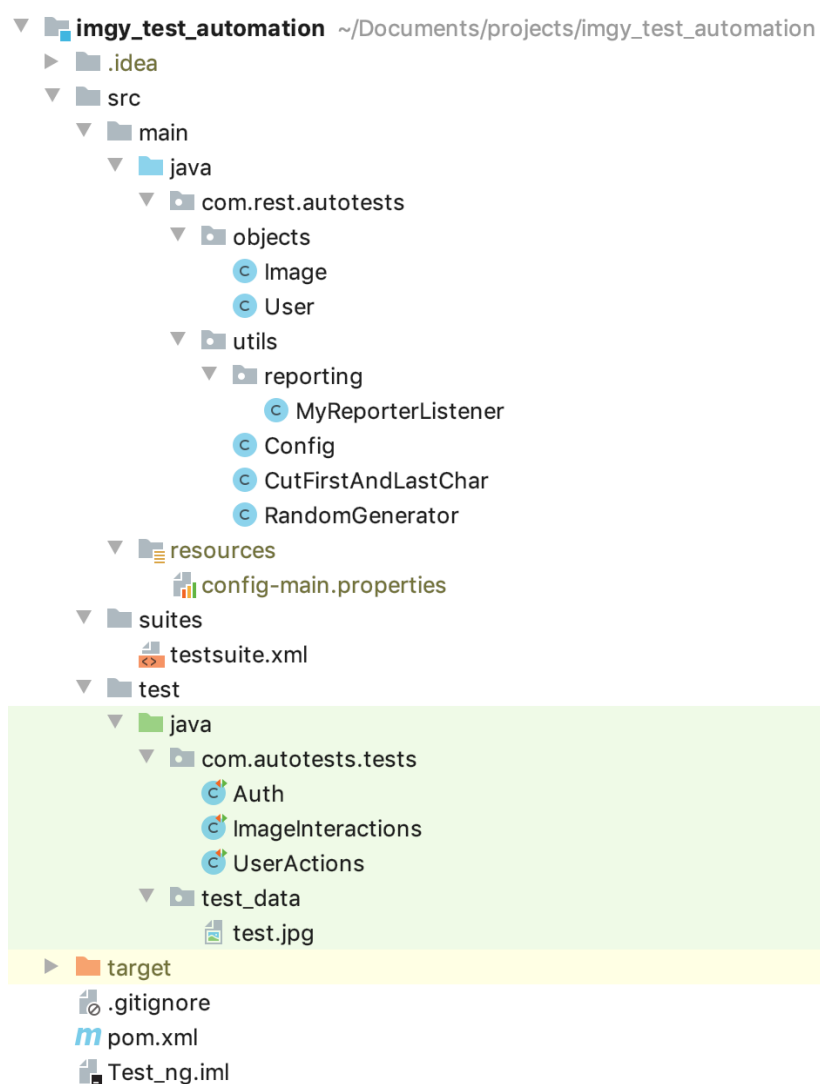 imgy_test_automation ~/Documents/projects/imgy_test_automation
.idea
src
main
java
com.rest.autotests
objects
Image
User
utils
reporting
MyReporterListener
Config
CutFirstAndLastChar
RandomGenerator
resources
config-main.properties
suites
testsuite.xml
test
java
com.autotests.tests
Auth
ImageInteractions
UserActions
test_data
test.jpg
target
.gitignore
pom.xml
Test_ng.iml